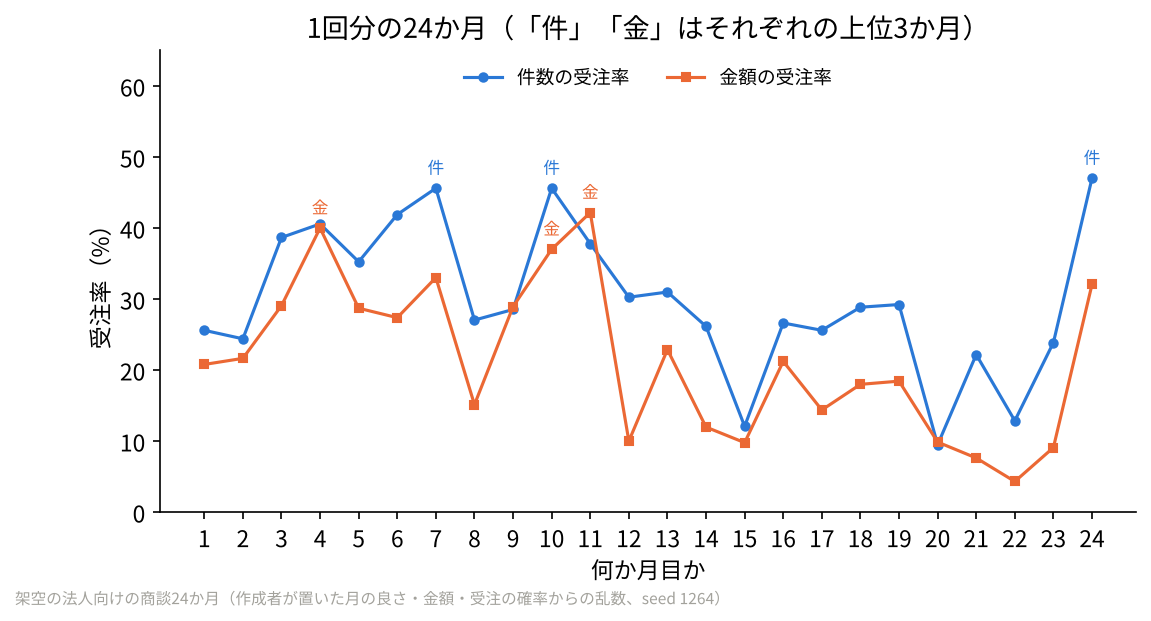 1回分の24か月（「件」「金」はそれぞれの上位3か月）
件数の受注率 金額の受注率
受注率（%）
60
50
40
30
20
10
0
件
件
件
金
金
金
1 2 3 4 5 6 7 8 9 10 11 12 13 14 15 16 17 18 19 20 21 22 23 24
何か月目か
架空の法人向けの商談24か月（作成者が置いた月の良さ・金額・受注の確率からの乱数、seed 1264）